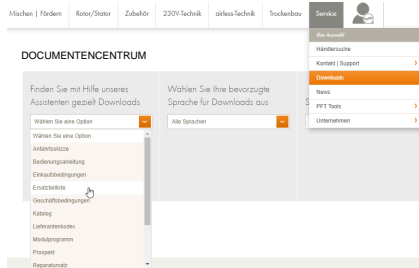 Mischen | Fördern Rotor/Stator Zubehör 230V-Technik airless-Technik Trockenbau Service
Ihre Auswahl
Händlersuche
Kontakt | Support
Downloads
News
PFT Tools
Unternehmen
DOCUMENTENCENTRUM
Finden Sie mit Hilfe unseres
Assistenten gezielt Downloads
Wählen Sie eine Option
Wählen Sie eine Option
Anfahrtsskizze
Bedienungsanleitung
Einkaufsbedingungen
Ersatzteilliste
Geschäftsbedingungen
Katalog
Lieferantenkodex
Modulprogramm
Prospekt
Reparatursatz
Wählen Sie Ihre bevorzugte
Sprache für Downloads aus
Alle Sprachen